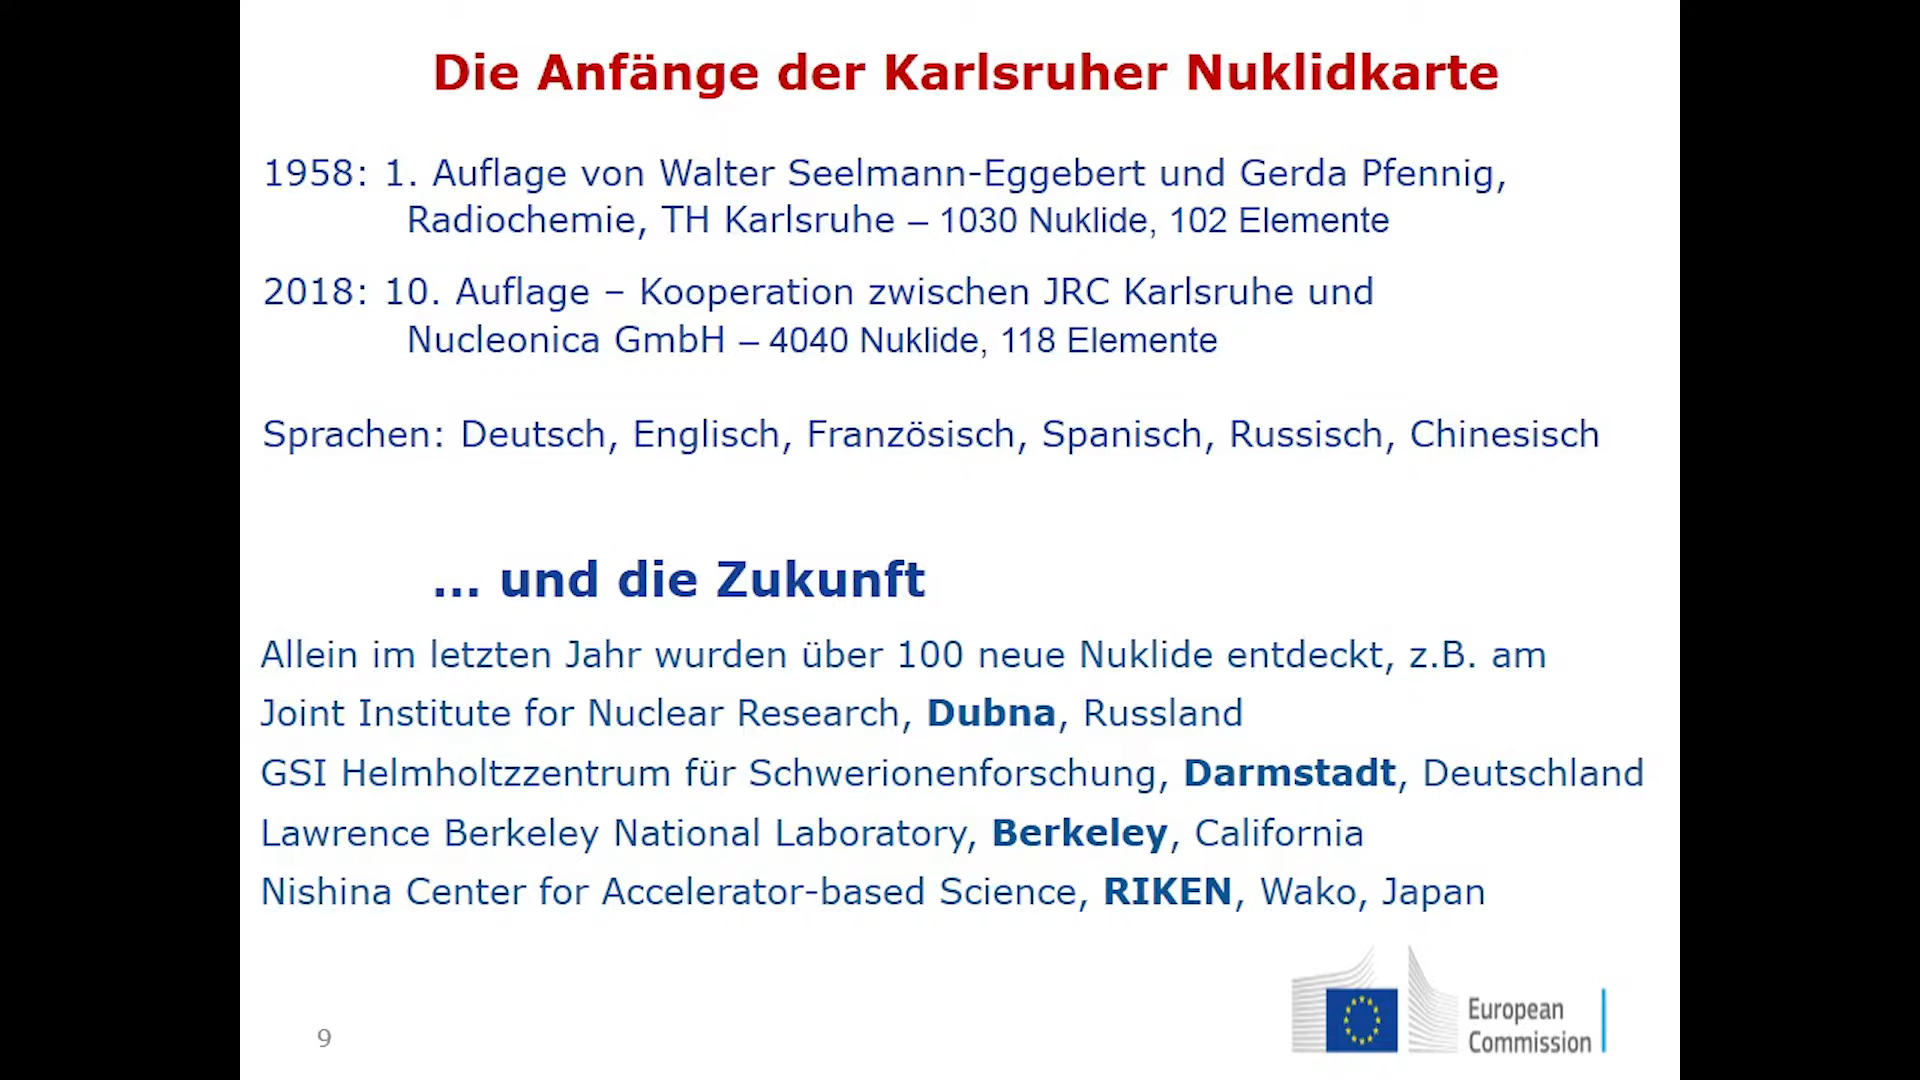 Die Anfänge der Karlsruher Nuklidkarte
1958: 1. Auflage von Walter Seelmann-Eggebert und Gerda Pfennig,
Radiochemie, TH Karlsruhe – 1030 Nuklide, 102 Elemente
2018: 10. Auflage – Kooperation zwischen JRC Karlsruhe und
Nucleonica GmbH – 4040 Nuklide, 118 Elemente
Sprachen: Deutsch, Englisch, Französisch, Spanisch, Russisch, Chinesisch
... und die Zukunft
Allein im letzten Jahr wurden über 100 neue Nuklide entdeckt, z.B. am
Joint Institute for Nuclear Research, Dubna, Russland
GSI Helmholtzzentrum für Schwerionenforschung, Darmstadt, Deutschland
Lawrence Berkeley National Laboratory, Berkeley, California
Nishina Center for Accelerator-based Science, RIKEN, Wako, Japan
9
European
Commission